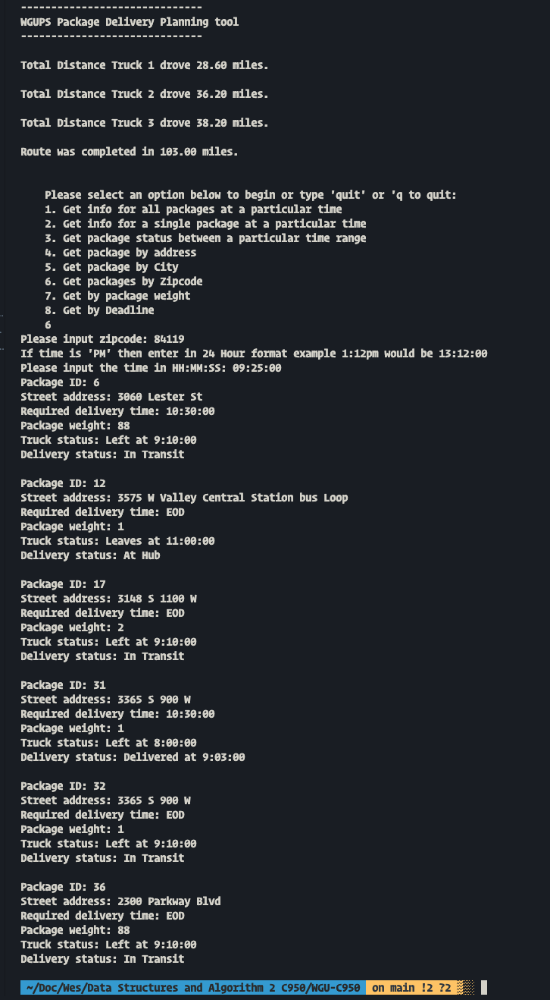 ------------------------------
WGUPS Package Delivery Planning tool
------------------------------
Total Distance Truck 1 drove 28.60 miles.
Total Distance Truck 2 drove 36.20 miles.
Total Distance Truck 3 drove 38.20 miles.
Route was completed in 103.00 miles.
Please select an option below to begin or type 'quit' or 'q to quit:
1. Get info for all packages at a particular time
2. Get info for a single package at a particular time
3. Get package status between a particular time range
4. Get package by address
5. Get package by City
6. Get packages by Zipcode
7. Get by package weight
8. Get by Deadline
6
Please input zipcode: 84119
If time is 'PM' then enter in 24 Hour format example 1:12pm would be 13:12:00
Please input the time in HH:MM:SS: 09:25:00
Package ID: 6
Street address: 3060 Lester St
Required delivery time: 10:30:00
Package weight: 88
Truck status: Left at 9:10:00
Delivery status: In Transit
Package ID: 12
Street address: 3575 W Valley Central Station bus Loop
Required delivery time: EOD
Package weight: 1
Truck status: Leaves at 11:00:00
Delivery status: At Hub
Package ID: 17
Street address: 3148 S 1100 W
Required delivery time: EOD
Package weight: 2
Truck status: Left at 9:10:00
Delivery status: In Transit
Package ID: 31
Street address: 3365 S 900 W
Required delivery time: 10:30:00
Package weight: 1
Truck status: Left at 8:00:00
Delivery status: Delivered at 9:03:00
Package ID: 32
Street address: 3365 S 900 W
Required delivery time: EOD
Package weight: 1
Truck status: Left at 9:10:00
Delivery status: In Transit
Package ID: 36
Street address: 2300 Parkway Blvd
Required delivery time: EOD
Package weight: 88
Truck status: Left at 9:10:00
Delivery status: In Transit
~/Doc/Wes/Data Structures and Algorithm 2 C950/WGU-C950 on main !2 ?2